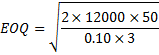 EOQ = √((2 × 12000 × 50) / (0.10 × 3))